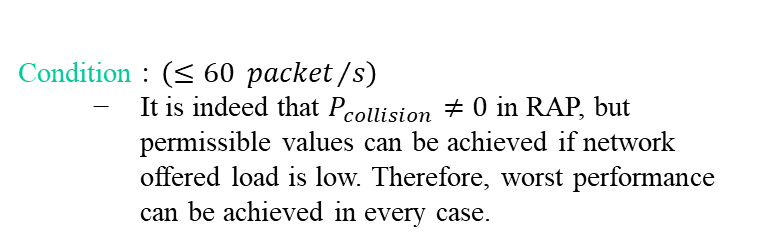 Condition : (≤ 60 packet/s)
– It is indeed that P_collision ≠ 0 in RAP, but
permissible values can be achieved if network
offered load is low. Therefore, worst performance
can be achieved in every case.